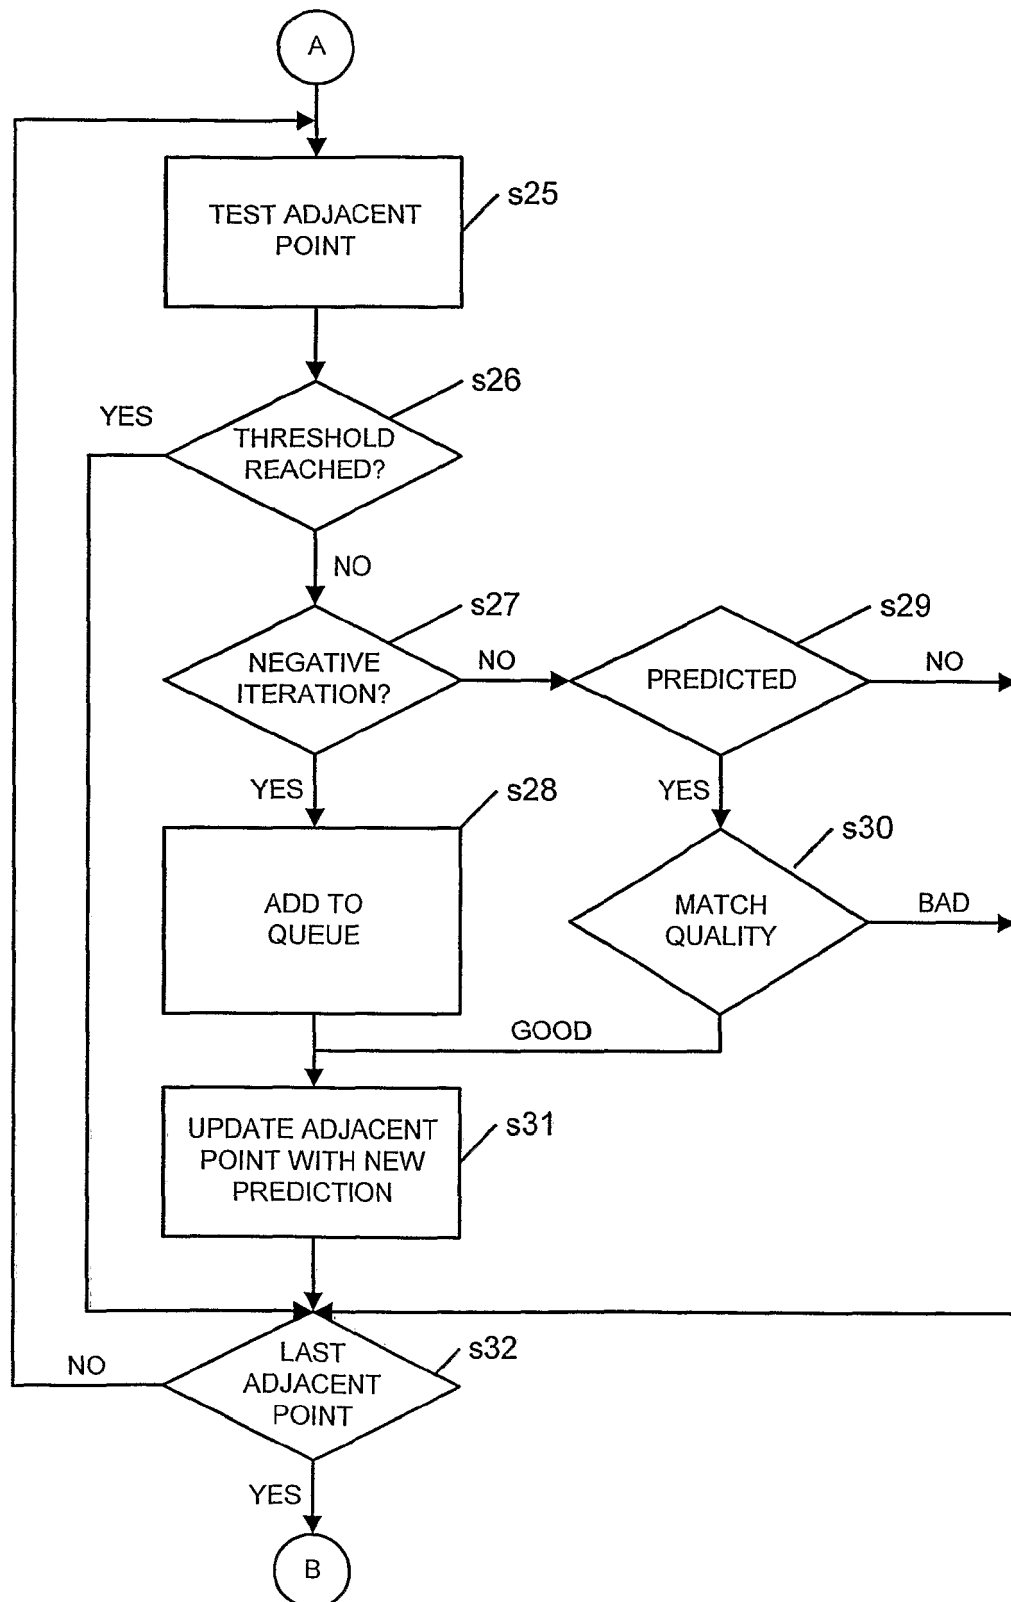 A
TEST ADJACENT
POINT
s25
s26
YES
THRESHOLD
REACHED?
NO
s27
s29
NEGATIVE
ITERATION?
NO
PREDICTED
NO
YES
s28
YES
s30
ADD TO
QUEUE
MATCH
QUALITY
BAD
GOOD
UPDATE ADJACENT
POINT WITH NEW
PREDICTION
s31
s32
NO
LAST
ADJACENT
POINT
YES
B